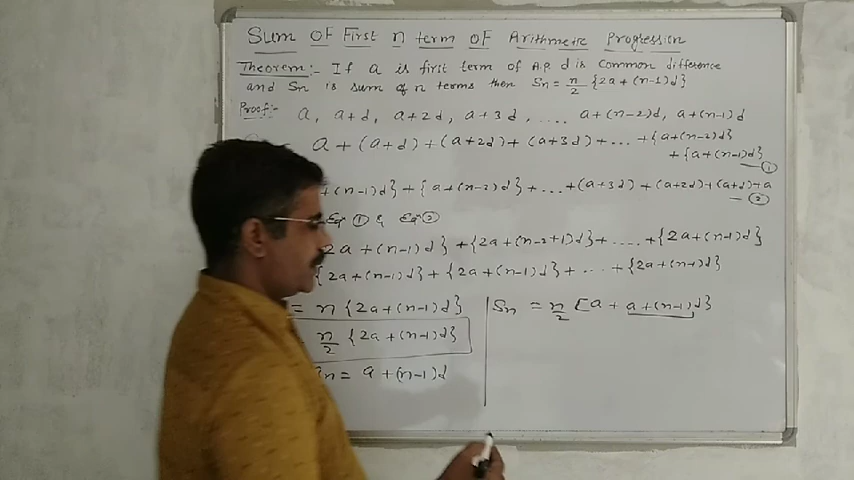 Sum Of First n term Of Arithmetic Progression
Theorem:- If a is first term of A.P. d is common difference
and Sn is sum of n terms then Sn = n/2 {2a + (n-1)d}
Proof:- a, a+d, a+2d, a+3d, .... a+(n-2)d, a+(n-1)d
a + (a+d) + (a+2d) + (a+3d) + ... + {a+(n-2)d}
+ {a+(n-1)d} — ①
+(n-1)d} + {a+(n-2)d} + ... + (a+3d) + (a+2d) + (a+d) + a
— ②
Eqn ① & Eqn ②
2a + (n-1)d} + {2a + (n-2+1)d} + .... + {2a + (n-1)d}
{2a + (n-1)d} + {2a + (n-1)d} + ... + {2a + (n-1)d}
= n {2a + (n-1)d}
n/2 {2a + (n-1)d}
n = a + (n-1)d
Sn = n/2 [a + a + (n-1)d}